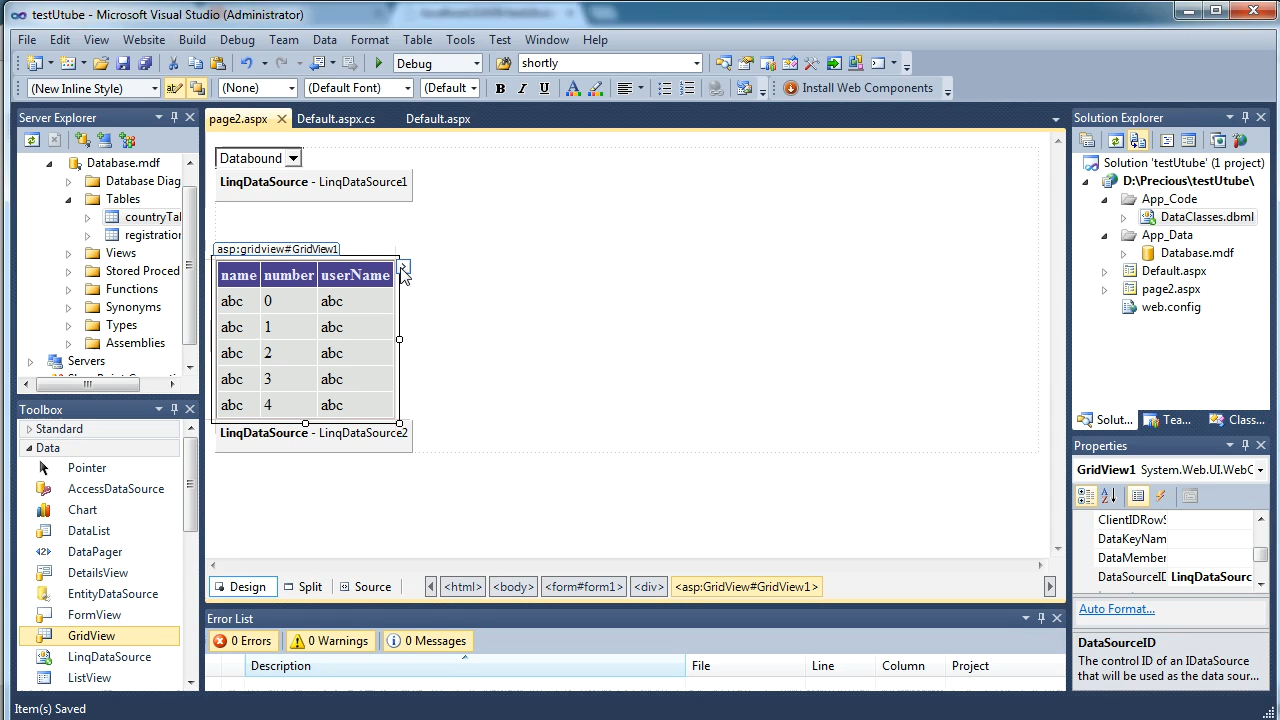 testUtube - Microsoft Visual Studio (Administrator)
File Edit View Website Build Debug Team Data Format Table Tools Test Window Help
Debug shortly
(New Inline Style) (None) (Default Font) (Default B I U A Install Web Components
Server Explorer
Database.mdf
Database Diag
Tables
countryTal
registration
Views
Stored Proced
Functions
Synonyms
Types
Assemblies
Servers
Toolbox
Standard
Data
Pointer
AccessDataSource
Chart
DataList
DataPager
DetailsView
EntityDataSource
FormView
GridView
LinqDataSource
ListView
page2.aspx Default.aspx.cs Default.aspx
Databound
LinqDataSource - LinqDataSource1
asp:gridview#GridView1
name number userName
abc 0 abc
abc 1 abc
abc 2 abc
abc 3 abc
abc 4 abc
LinqDataSource - LinqDataSource2
Design Split Source <html> <body> <form#form1> <div> <asp:GridView#GridView1>
Error List
0 Errors 0 Warnings 0 Messages
Description File Line Column Project
Solution Explorer
Solution 'testUtube' (1 project)
D:\Precious\testUtube\
App_Code
DataClasses.dbml
App_Data
Database.mdf
Default.aspx
page2.aspx
web.config
Solut... Tea... Class...
Properties
GridView1 System.Web.UI.WebC
ClientIDRowS
DataKeyName
DataMember
DataSourceID LinqDataSourc
Auto Format...
DataSourceID
The control ID of an IDataSource
that will be used as the data sour...
Item(s) Saved